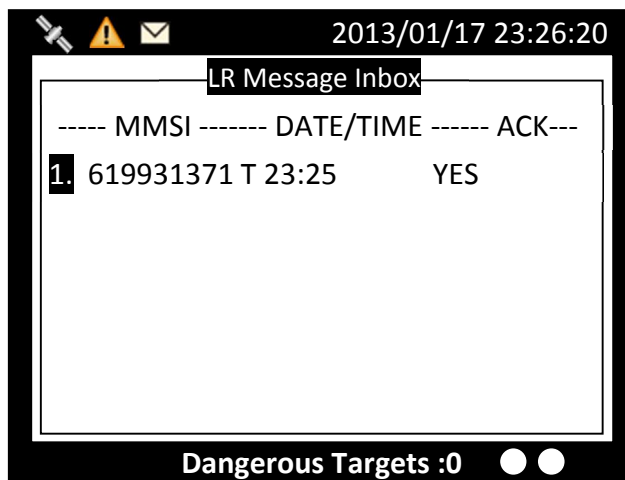 2013/01/17 23:26:20
LR Message Inbox
----- MMSI ------- DATE/TIME ------ ACK---
1. 619931371 T 23:25 YES
Dangerous Targets :0